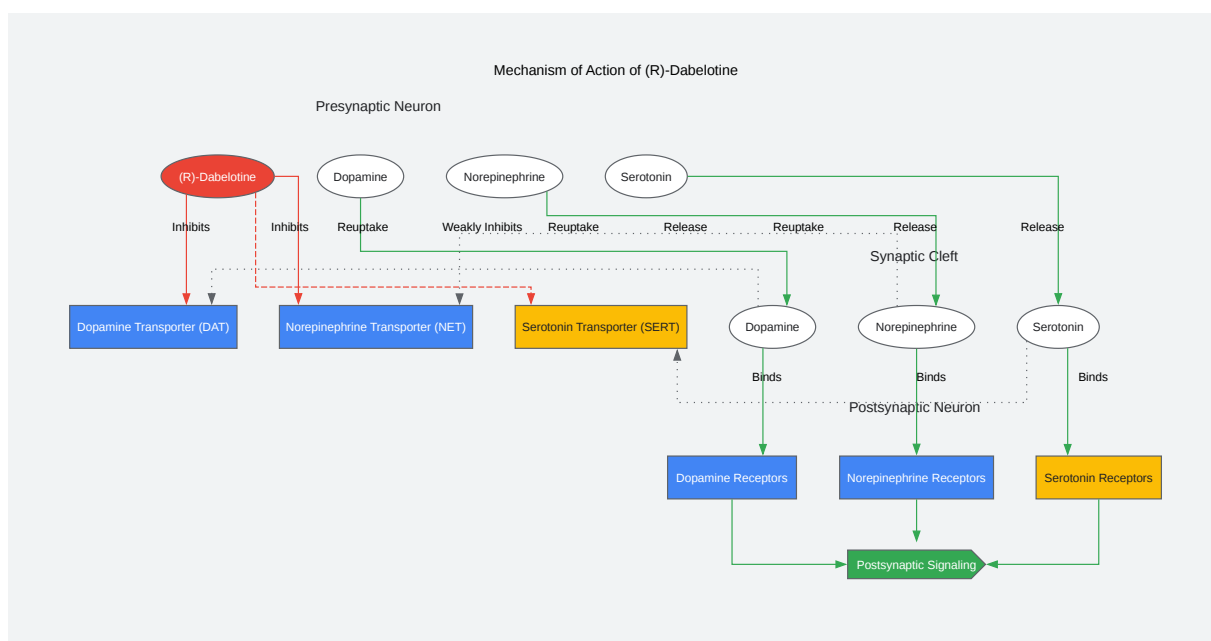 Mechanism of Action of (R)-Dabelotine
Presynaptic Neuron
(R)-Dabelotine
Dopamine
Norepinephrine
Serotonin
Inhibits
Inhibits
Reuptake
Weakly Inhibits
Reuptake
Release
Reuptake
Release
Release
Synaptic Cleft
Dopamine Transporter (DAT)
Norepinephrine Transporter (NET)
Serotonin Transporter (SERT)
Dopamine
Norepinephrine
Serotonin
Binds
Binds
Binds
Postsynaptic Neuron
Dopamine Receptors
Norepinephrine Receptors
Serotonin Receptors
Postsynaptic Signaling